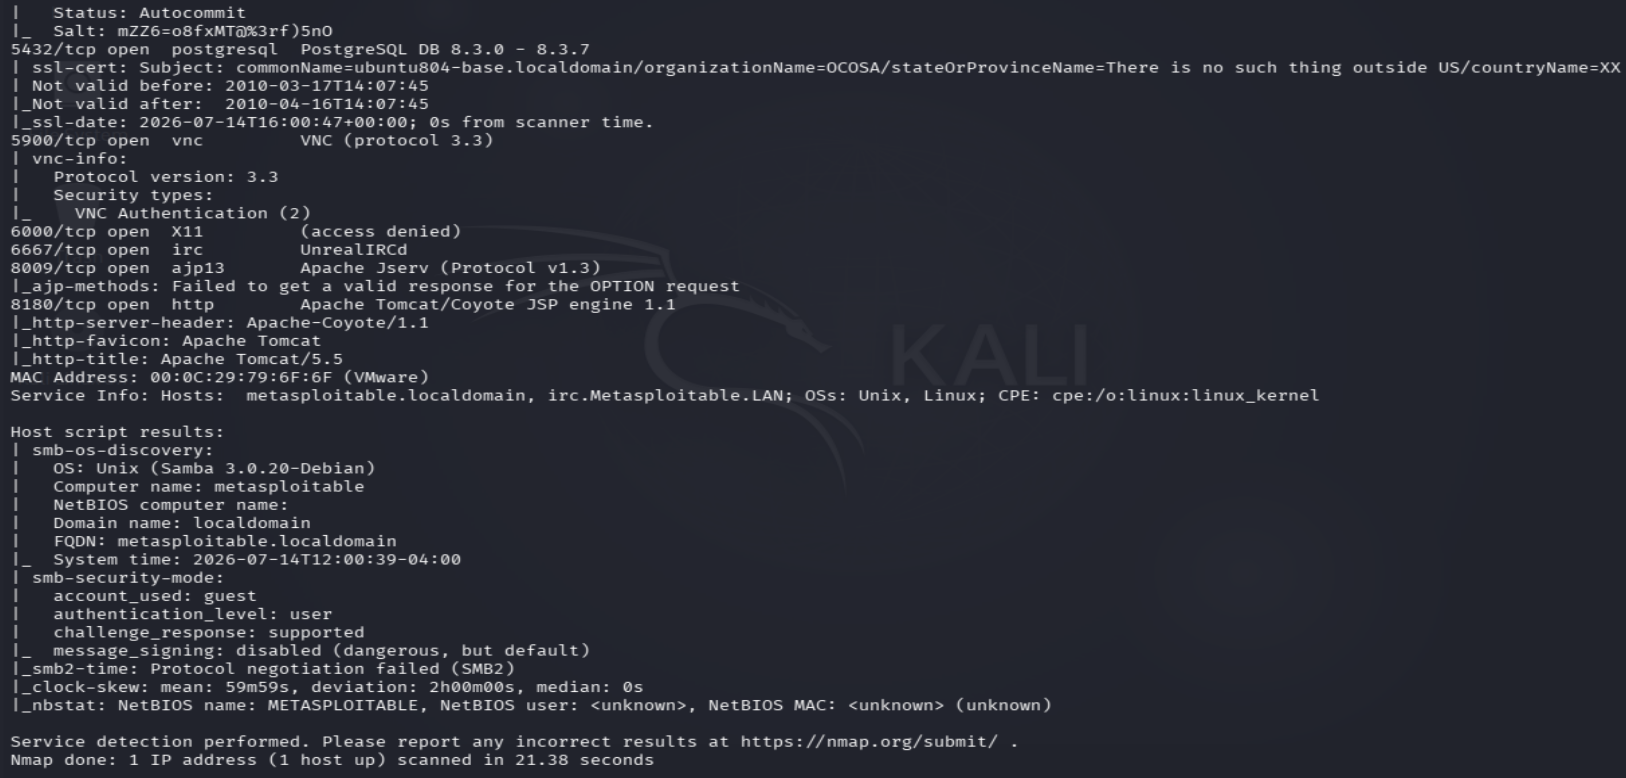 |   Status: Autocommit
|_  Salt: mZZ6=o8fxMT@%3rf)5nO
5432/tcp open  postgresql  PostgreSQL DB 8.3.0 - 8.3.7
| ssl-cert: Subject: commonName=ubuntu804-base.localdomain/organizationName=OCOSA/stateOrProvinceName=There is no such thing outside US/countryName=XX
| Not valid before: 2010-03-17T14:07:45
|_Not valid after:  2010-04-16T14:07:45
|_ssl-date: 2026-07-14T16:00:47+00:00; 0s from scanner time.
5900/tcp open  vnc         VNC (protocol 3.3)
| vnc-info:
|   Protocol version: 3.3
|   Security types:
|_    VNC Authentication (2)
6000/tcp open  X11         (access denied)
6667/tcp open  irc         UnrealIRCd
8009/tcp open  ajp13       Apache Jserv (Protocol v1.3)
|_ajp-methods: Failed to get a valid response for the OPTION request
8180/tcp open  http        Apache Tomcat/Coyote JSP engine 1.1
|_http-server-header: Apache-Coyote/1.1
|_http-favicon: Apache Tomcat
|_http-title: Apache Tomcat/5.5
KALI
MAC Address: 00:0C:29:79:6F:6F (VMware)
Service Info: Hosts:  metasploitable.localdomain, irc.Metasploitable.LAN; OSs: Unix, Linux; CPE: cpe:/o:linux:linux_kernel

Host script results:
| smb-os-discovery:
|   OS: Unix (Samba 3.0.20-Debian)
|   Computer name: metasploitable
|   NetBIOS computer name:
|   Domain name: localdomain
|   FQDN: metasploitable.localdomain
|_  System time: 2026-07-14T12:00:39-04:00
| smb-security-mode:
|   account_used: guest
|   authentication_level: user
|   challenge_response: supported
|_  message_signing: disabled (dangerous, but default)
|_smb2-time: Protocol negotiation failed (SMB2)
|_clock-skew: mean: 59m59s, deviation: 2h00m00s, median: 0s
|_nbstat: NetBIOS name: METASPLOITABLE, NetBIOS user: <unknown>, NetBIOS MAC: <unknown> (unknown)

Service detection performed. Please report any incorrect results at https://nmap.org/submit/ .
Nmap done: 1 IP address (1 host up) scanned in 21.38 seconds